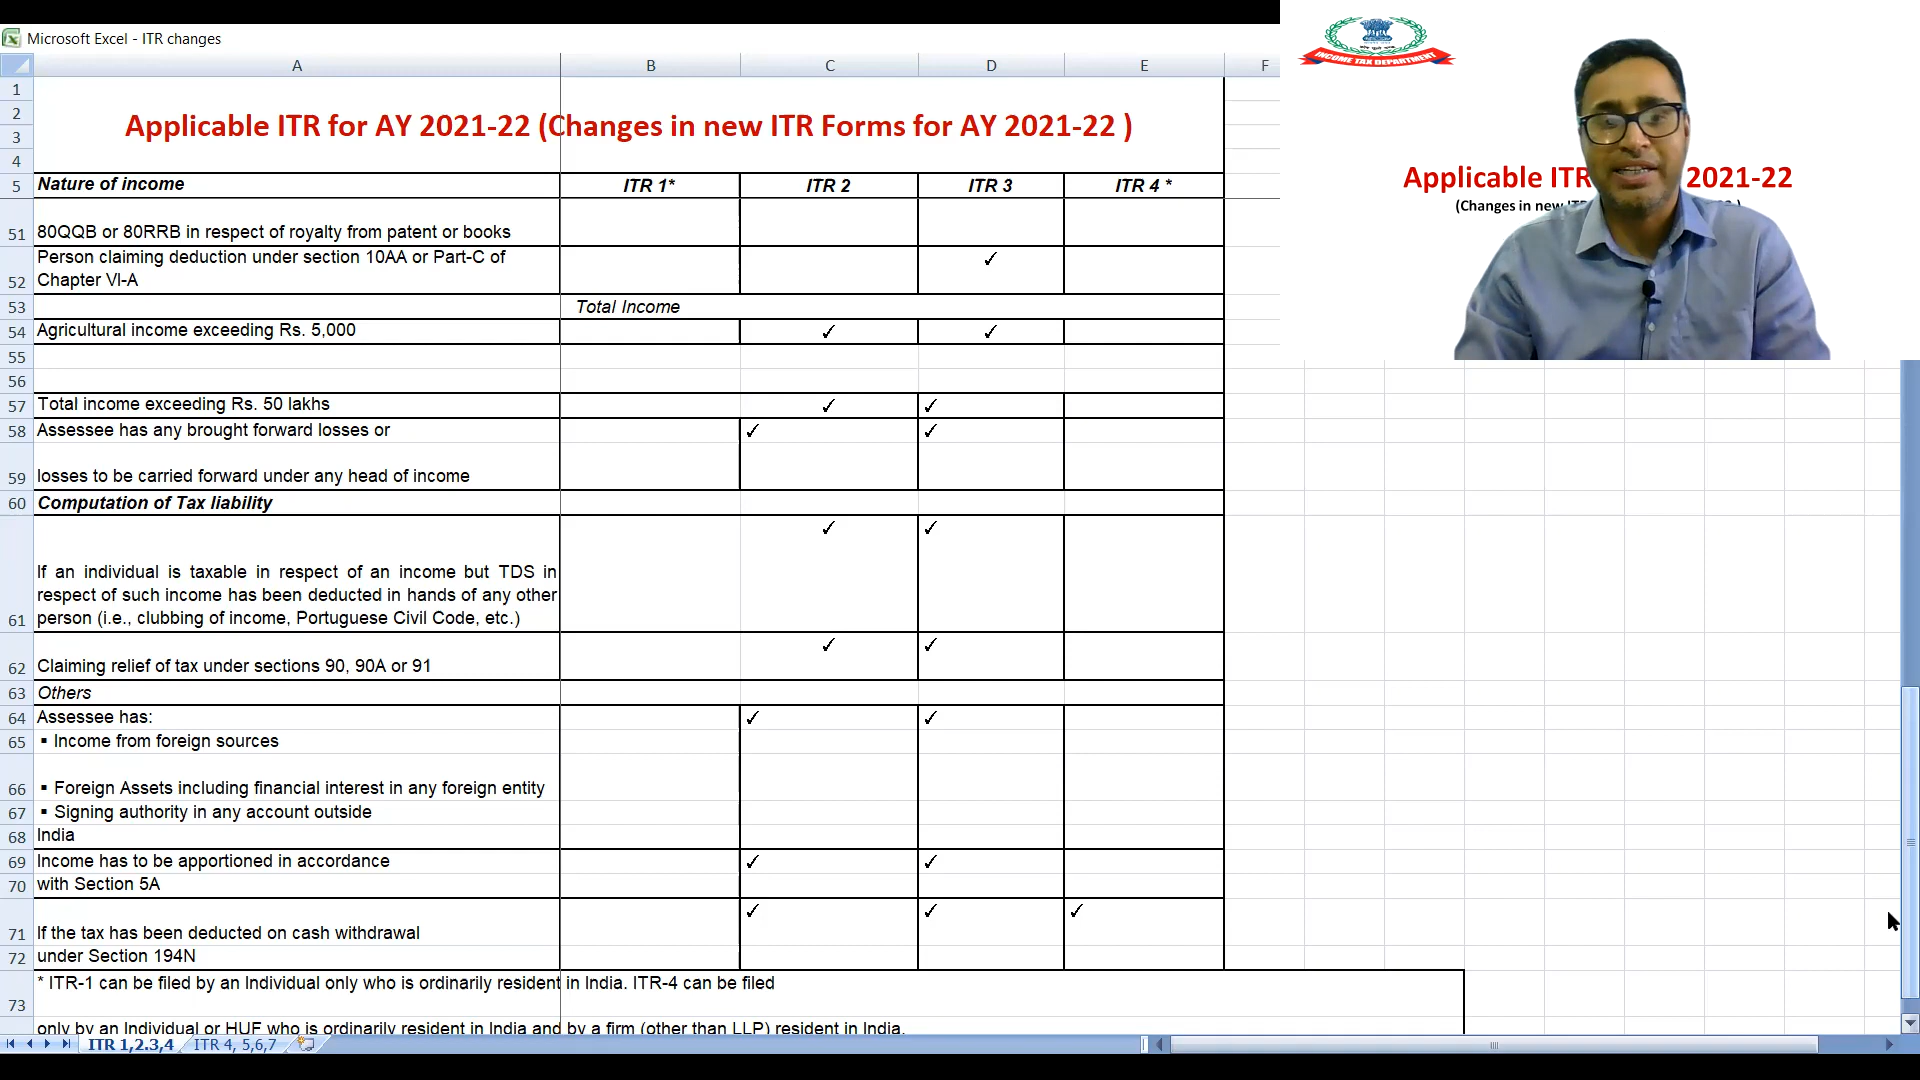 Microsoft Excel - ITR changes
A B C D E F
1
2
3
4
Applicable ITR for AY 2021-22 (Changes in new ITR Forms for AY 2021-22 )
5 Nature of income ITR 1* ITR 2 ITR 3 ITR 4 *
51 80QQB or 80RRB in respect of royalty from patent or books
Person claiming deduction under section 10AA or Part-C of ✓
52 Chapter VI-A
53 Total Income
54 Agricultural income exceeding Rs. 5,000 ✓ ✓
55
56
57 Total income exceeding Rs. 50 lakhs ✓ ✓
58 Assessee has any brought forward losses or ✓ ✓
59 losses to be carried forward under any head of income
60 Computation of Tax liability
✓ ✓
If an individual is taxable in respect of an income but TDS in
respect of such income has been deducted in hands of any other
61 person (i.e., clubbing of income, Portuguese Civil Code, etc.)
✓ ✓
62 Claiming relief of tax under sections 90, 90A or 91
63 Others
64 Assessee has: ✓ ✓
65 ▪ Income from foreign sources
66 ▪ Foreign Assets including financial interest in any foreign entity
67 ▪ Signing authority in any account outside
68 India
69 Income has to be apportioned in accordance ✓ ✓
70 with Section 5A
✓ ✓ ✓
71 If the tax has been deducted on cash withdrawal
72 under Section 194N
* ITR-1 can be filed by an Individual only who is ordinarily resident in India. ITR-4 can be filed
73
only by an Individual or HUF who is ordinarily resident in India and by a firm (other than LLP) resident in India.
ITR 1,2.3,4 ITR 4, 5,6,7
INCOME TAX DEPARTMENT
Applicable ITR 2021-22
(Changes in new